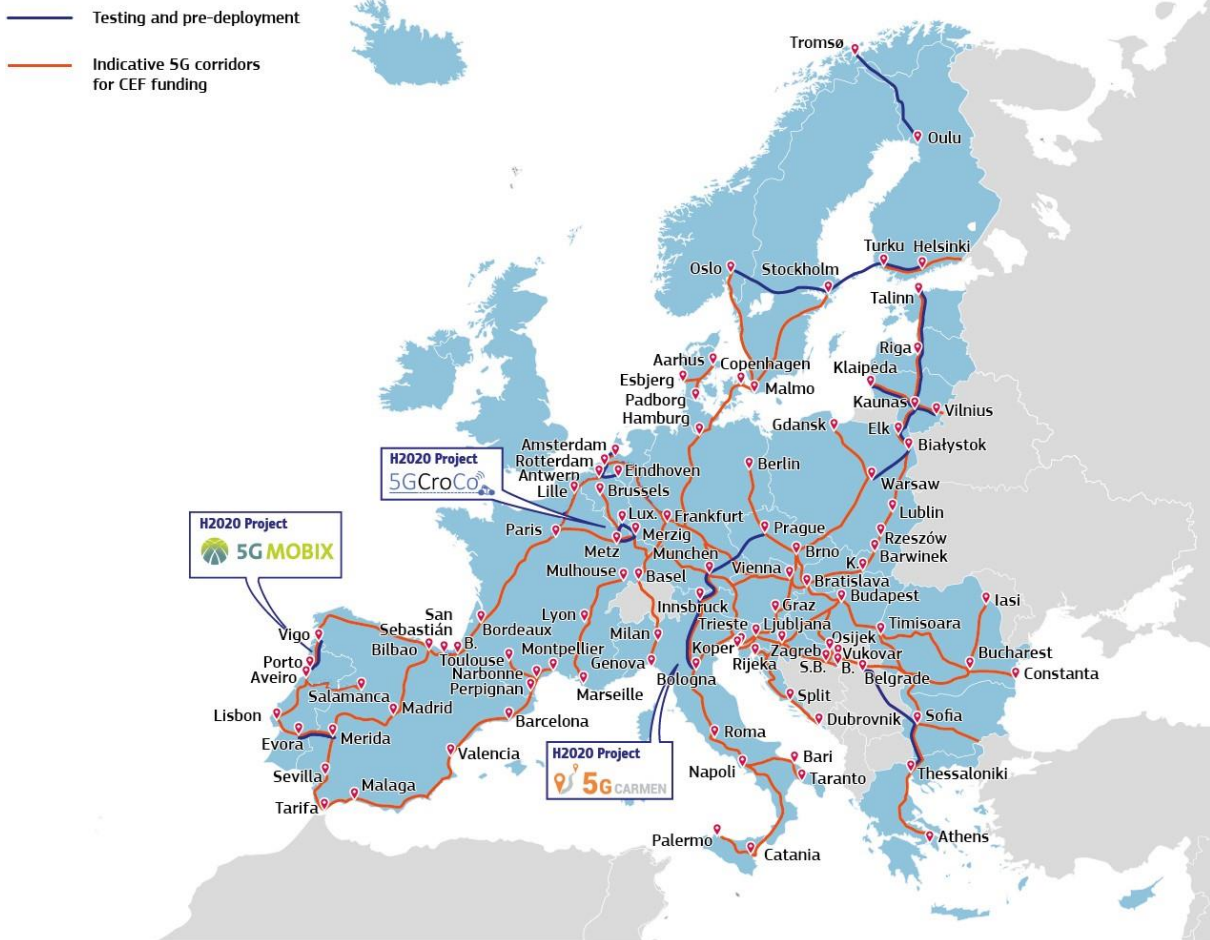 Testing and pre-deployment
Indicative 5G corridors
for CEF funding
Tromsø
Oulu
Turku
Helsinki
Oslo
Stockholm
Talinn
Riga
Aarhus
Copenhagen
Klaipeda
Esbjerg
Malmo
Padborg
Kaunas
Vilnius
Hamburg
Gdansk
Elk
Białystok
Amsterdam
H2020 Project
5GCroCo
Rotterdam
Eindhoven
Berlin
Antwern
Warsaw
Lille
Brussels
Lublin
Lux.
Frankfurt
H2020 Project
5G MOBIX
Paris
Merzig
Prague
Rzeszów
Metz
Munchen
Brno
Barwinek
Mulhouse
Basel
Vienna
K.
Bratislava
Innsbruck
Budapest
Iasi
Lyon
Graz
San
Sebastián
Bordeaux
Trieste
Ljubljana
Timisoara
Vigo
Bilbao
B.
Milan
Koper
Osijek
Toulouse
Montpellier
Zagreb
Vukovar
Porto
Narbonne
Genova
Rijeka
S.B.
B.
Bucharest
Aveiro
Perpignan
Bologna
Belgrade
Constanta
Salamanca
Marseille
Split
Lisbon
Madrid
Barcelona
Dubrovnik
Sofia
Evora
Merida
Roma
Valencia
H2020 Project
5G CARMEN
Bari
Sevilla
Napoli
Taranto
Thessaloniki
Malaga
Tarifa
Palermo
Catania
Athens